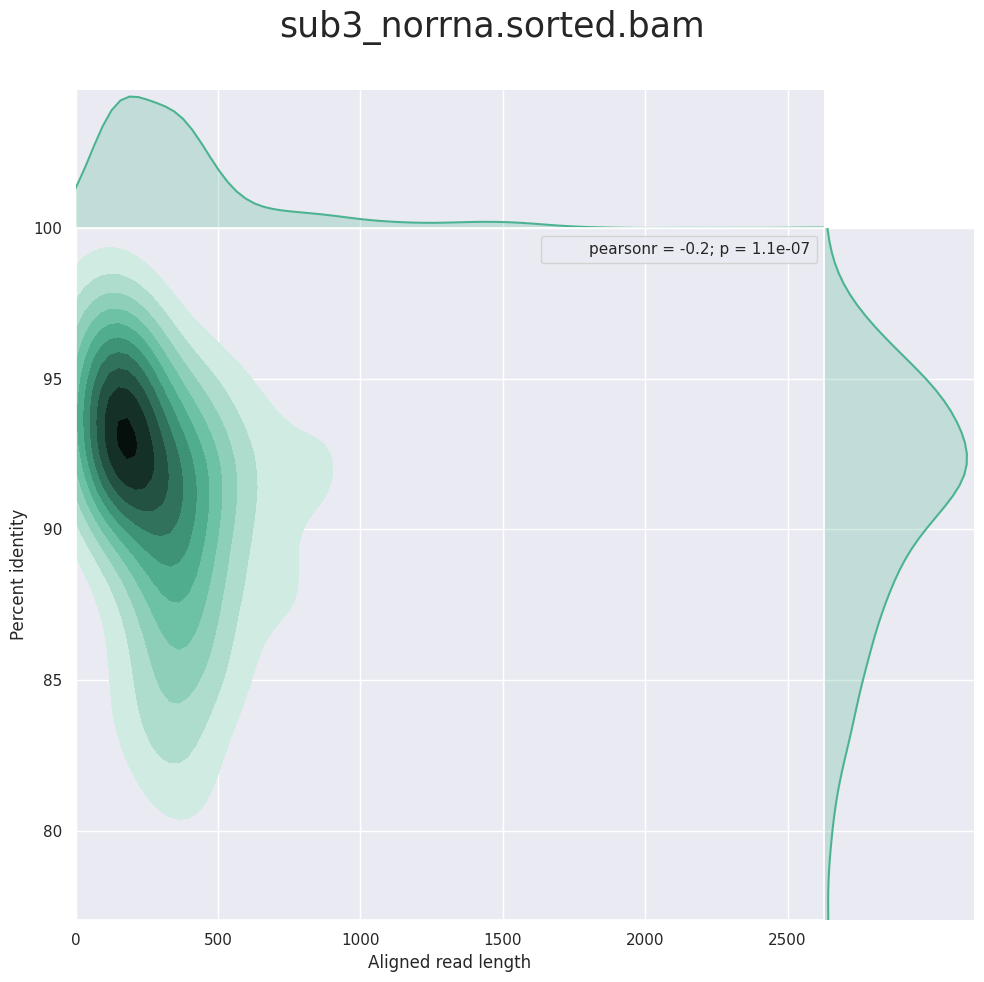 sub3_norrna.sorted.bam
pearsonr = -0.2; p = 1.1e-07
100
95
90
85
80
Percent identity
0 500 1000 1500 2000 2500
Aligned read length